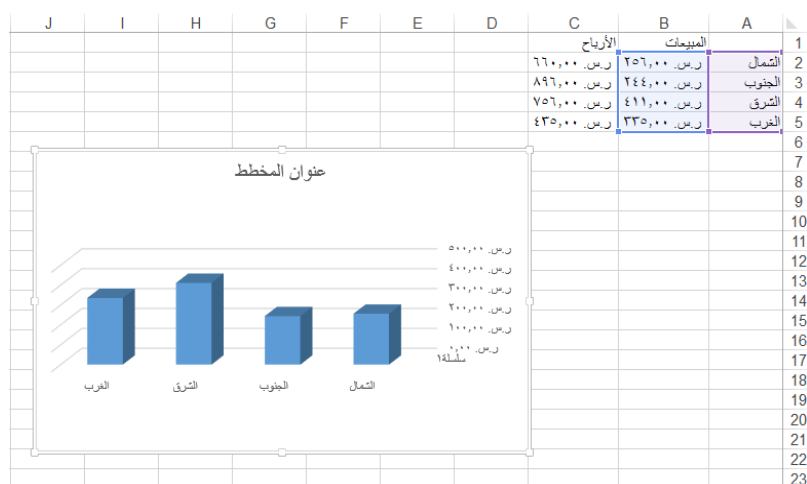 A B C D E F G H I J
1 المبيعات الأرباح
2 الشمال ر.س. ٢٥٦,٠٠ ر.س. ٦٦٠,٠٠
3 الجنوب ر.س. ٢٤٤,٠٠ ر.س. ٨٩٦,٠٠
4 الشرق ر.س. ٤١١,٠٠ ر.س. ٧٥٦,٠٠
5 الغرب ر.س. ٣٣٥,٠٠ ر.س. ٤٣٥,٠٠
6
7
عنوان المخطط
8
9
10
11
ر.س. ٥٠٠,٠٠
12
ر.س. ٤٠٠,٠٠
13
ر.س. ٣٠٠,٠٠
14
ر.س. ٢٠٠,٠٠
15
ر.س. ١٠٠,٠٠
16
ر.س. ٠,٠٠
17
سلسلة١
18
الشمال الجنوب الشرق الغرب
19
20
21
22
23